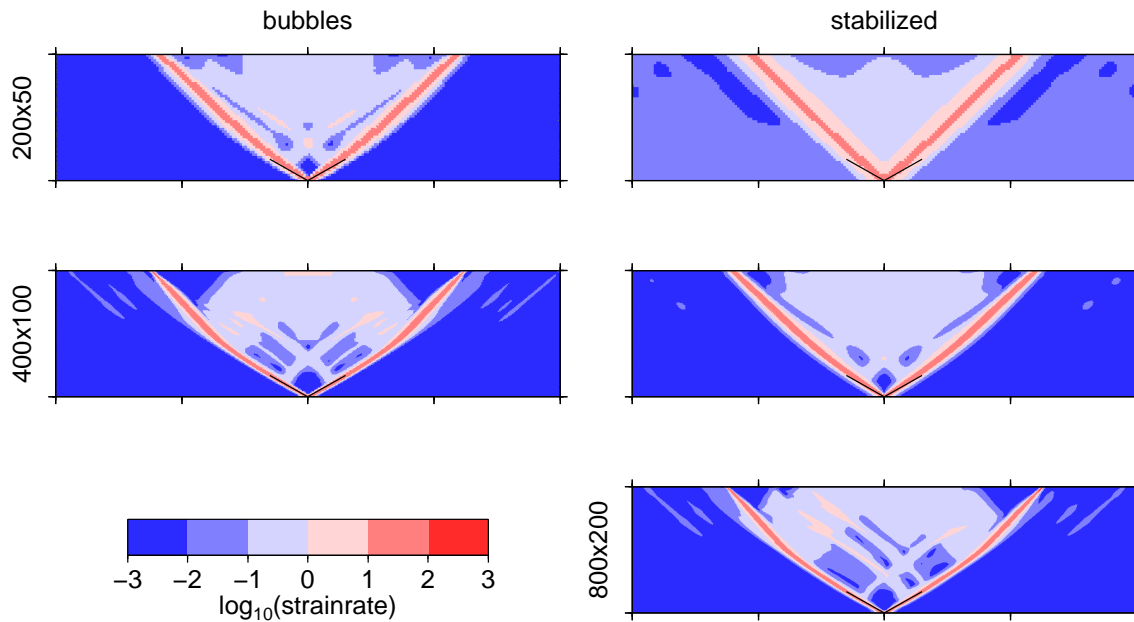 bubbles
stabilized
200x50
400x100
800x200
−3 −2 −1 0 1 2 3
log10(strainrate)